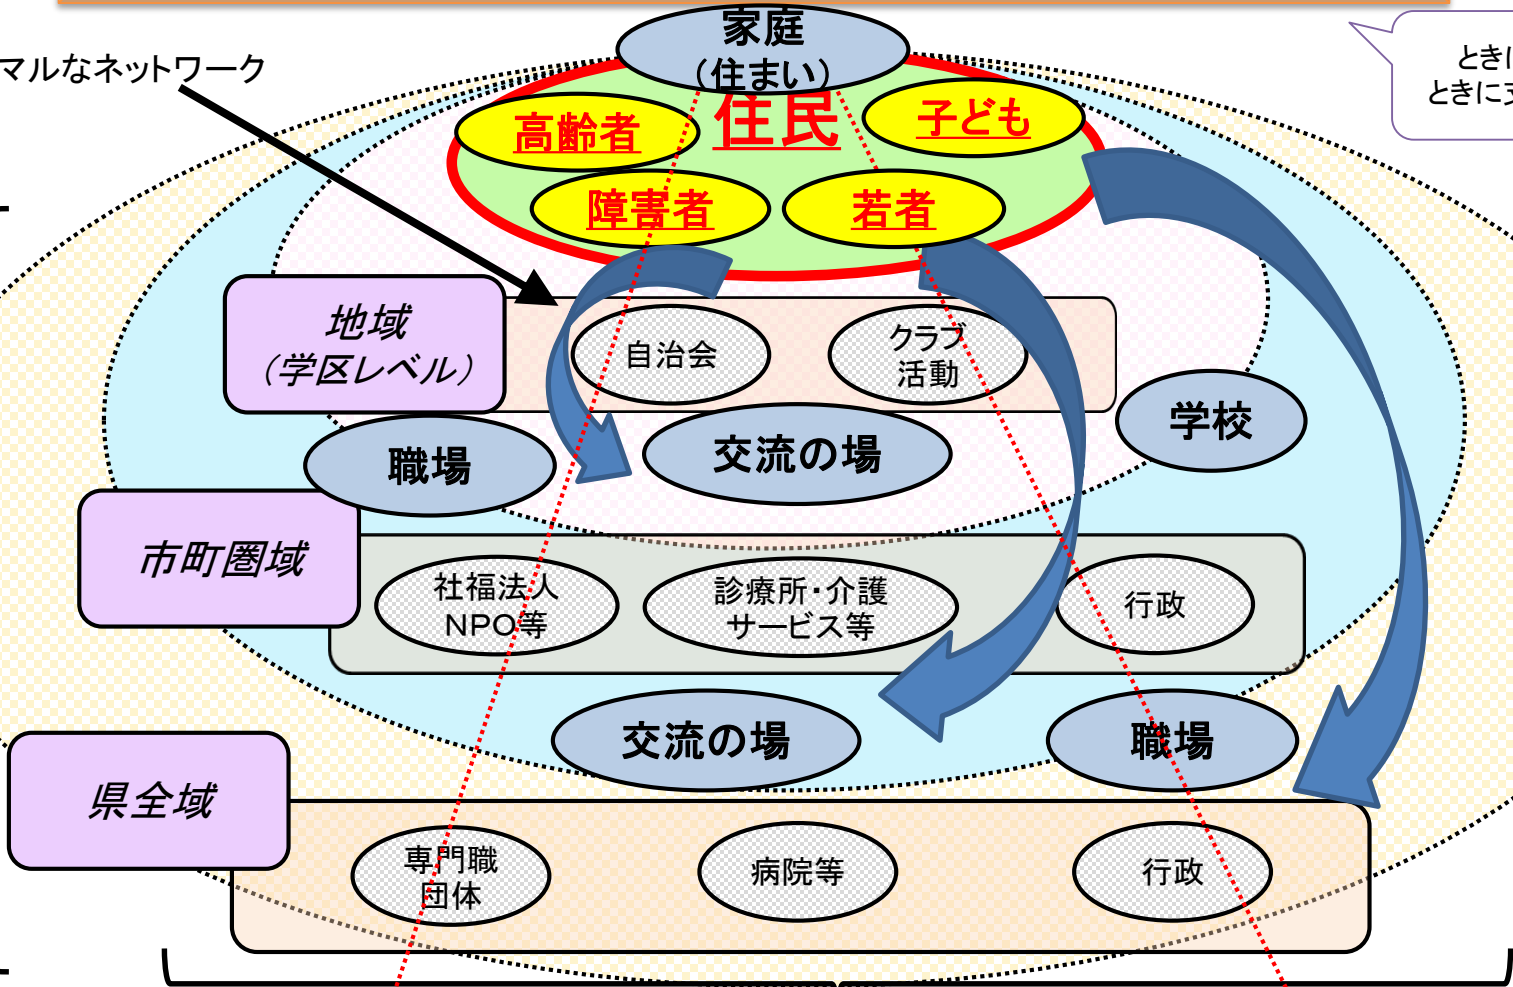 家庭
（住まい）
マルなネットワーク
ときに
ときに支
高齢者
住民
子ども
障害者
若者
地域
（学区レベル）
自治会
クラブ
活動
学校
職場
交流の場
市町圏域
社福法人
NPO等
診療所・介護
サービス等
行政
交流の場
職場
県全域
専門職
団体
病院等
行政